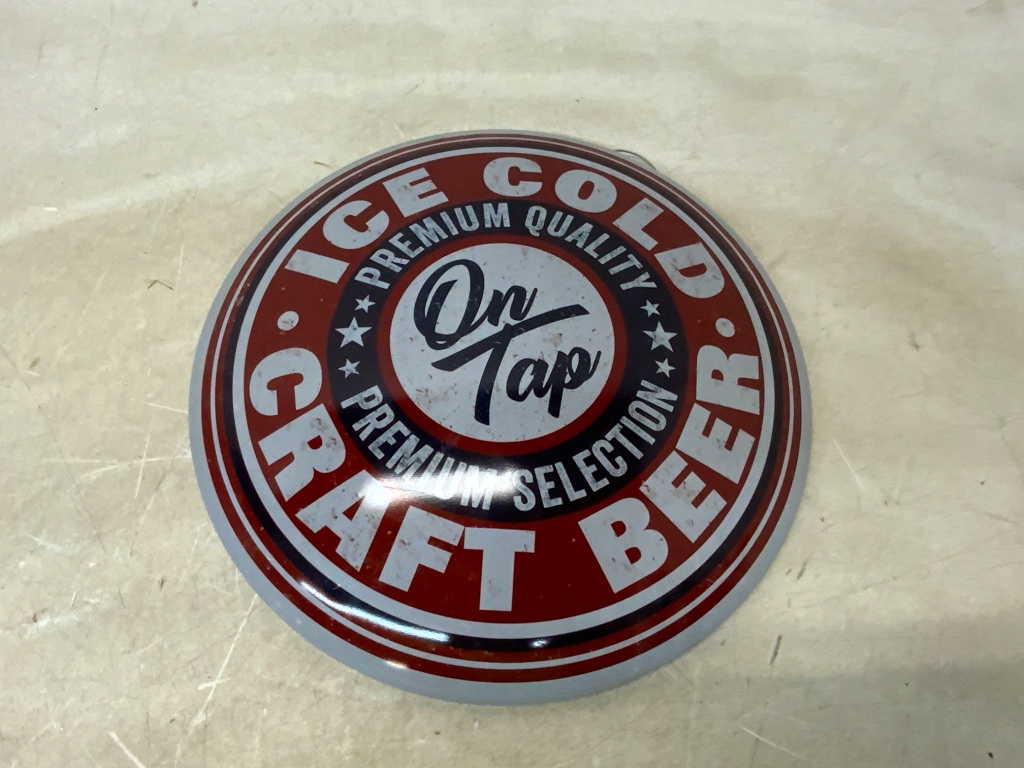 ICE COLD
PREMIUM QUALITY
On
Tap
PREMIUM SELECTION
CRAFT BEER